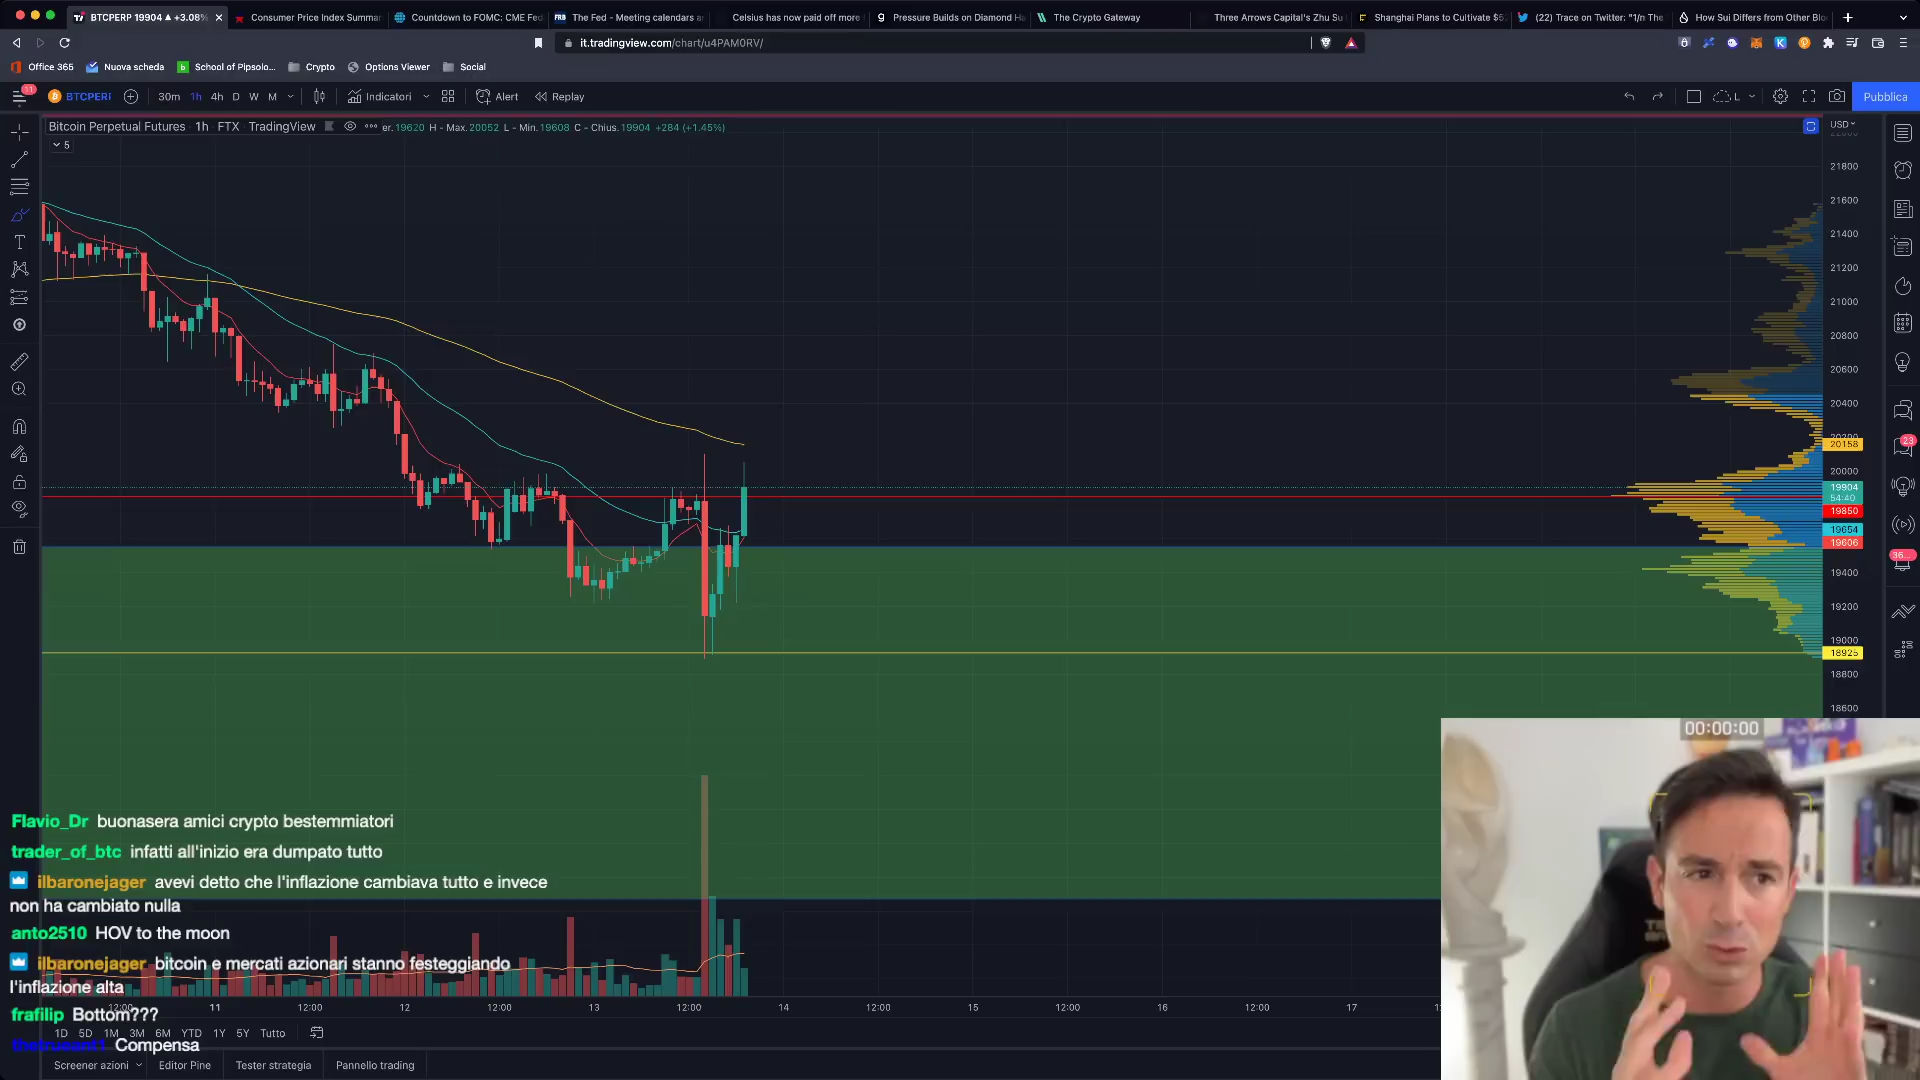 BTCPERP 19904 ▲ +3.08%
Consumer Price Index Summar
Countdown to FOMC: CME Fed
The Fed - Meeting calendars a
Celsius has now paid off more
Pressure Builds on Diamond Ha
The Crypto Gateway
Three Arrows Capital's Zhu Su
Shanghai Plans to Cultivate $5
(22) Trace on Twitter: "1/n The
How Sui Differs from Other Blo
it.tradingview.com/chart/u4PAM0RV/
Office 365
Nuova scheda
School of Pipsolo...
Crypto
Options Viewer
Social
11
BTCPERP
30m
1h
4h
D
W
M
Indicatori
Alert
Replay
L
Pubblica
Bitcoin Perpetual Futures · 1h · FTX · TradingView
er. 19620 H - Max. 20052 L - Min. 19608 C - Chius. 19904 +284 (+1.45%)
5
USD
21800
21600
21400
21200
21000
20800
20600
20400
20158
20000
19904
54:40
19850
19654
19606
19400
19200
19000
18925
18800
18600
23
36...
00:00:00
Flavio_Dr buonasera amici crypto bestemmiatori
trader_of_btc infatti all'inizio era dumpato tutto
ilbaronejager avevi detto che l'inflazione cambiava tutto e invece
non ha cambiato nulla
anto2510 HOV to the moon
ilbaronejager bitcoin e mercati azionari stanno festeggiando
l'inflazione alta
frafilip Bottom???
Compensa
12:00
11
12:00
12
12:00
13
12:00
14
12:00
15
12:00
16
12:00
17
1D
5D
1M
3M
6M
YTD
1Y
5Y
Tutto
Screener azioni
Editor Pine
Tester strategia
Pannello trading